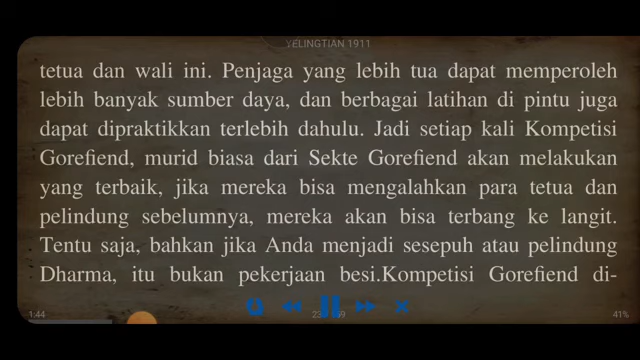 YELINGTIAN 1911
tetua dan wali ini. Penjaga yang lebih tua dapat memperoleh
lebih banyak sumber daya, dan berbagai latihan di pintu juga
dapat dipraktikkan terlebih dahulu. Jadi setiap kali Kompetisi
Gorefiend, murid biasa dari Sekte Gorefiend akan melakukan
yang terbaik, jika mereka bisa mengalahkan para tetua dan
pelindung sebelumnya, mereka akan bisa terbang ke langit.
Tentu saja, bahkan jika Anda menjadi sesepuh atau pelindung
Dharma, itu bukan pekerjaan besi.Kompetisi Gorefiend di-
1:44
41%